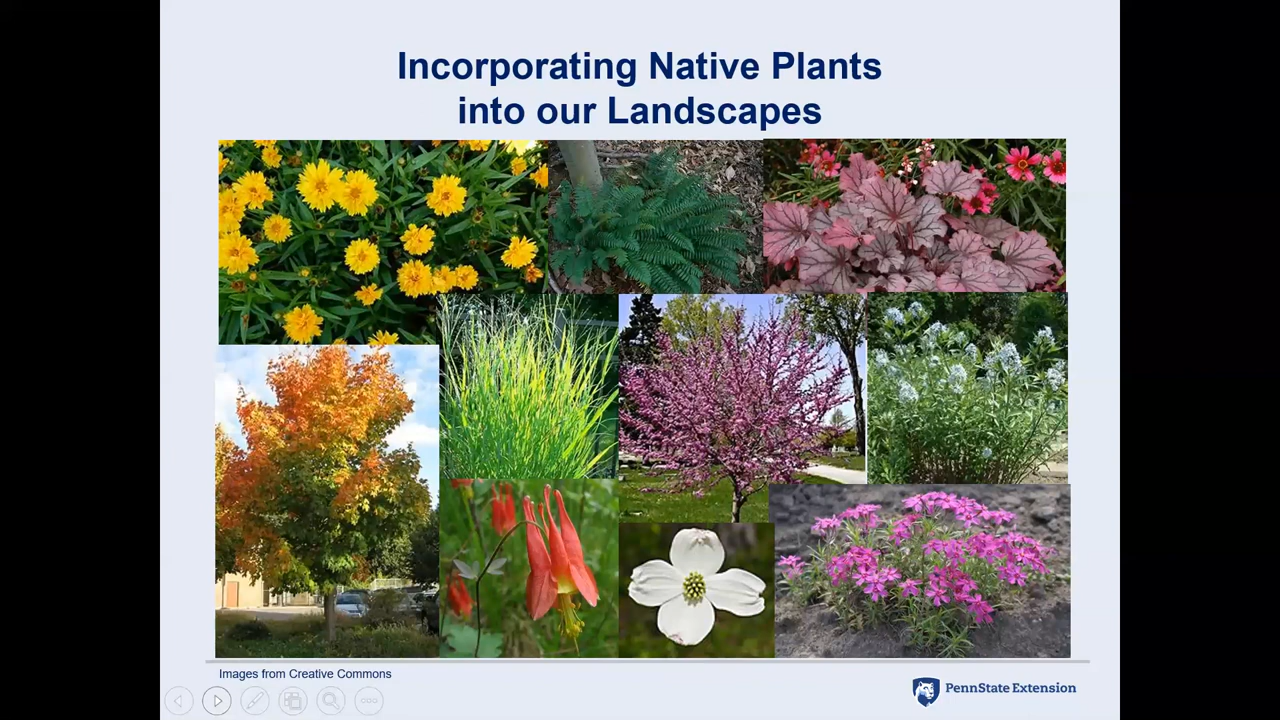 Incorporating Native Plants
into our Landscapes
Images from Creative Commons
PennState Extension